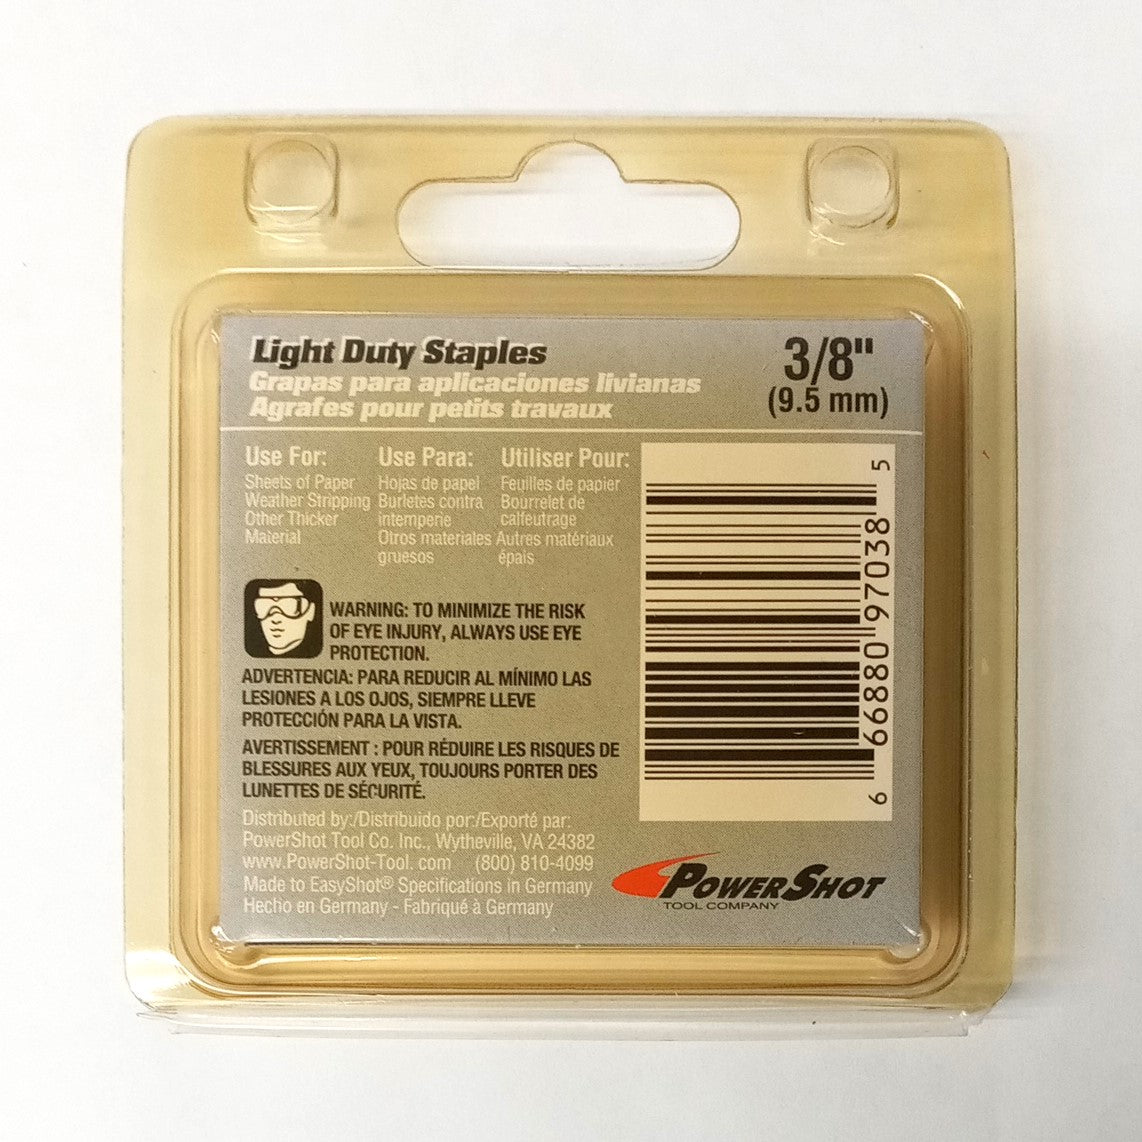 Light Duty Staples
Grapas para aplicaciones livianas
Agrafes pour petits travaux
3/8"
(9.5 mm)
Use For:
Sheets of Paper
Weather Stripping
Other Thicker
Material
Use Para:
Hojas de papel
Burletes contra
intemperie
Otros materiales
gruesos
Utiliser Pour:
Feuilles de papier
Bourrelet de
calfeutrage
Autres matériaux
épais
WARNING: TO MINIMIZE THE RISK
OF EYE INJURY, ALWAYS USE EYE
PROTECTION.
ADVERTENCIA: PARA REDUCIR AL MÍNIMO LAS
LESIONES A LOS OJOS, SIEMPRE LLEVE
PROTECCIÓN PARA LA VISTA.
AVERTISSEMENT : POUR RÉDUIRE LES RISQUES DE
BLESSURES AUX YEUX, TOUJOURS PORTER DES
LUNETTES DE SÉCURITÉ.
Distributed by:/Distribuido por:/Exporté par:
PowerShot Tool Co. Inc., Wytheville, VA 24382
www.PowerShot-Tool.com (800) 810-4099
Made to EasyShot® Specifications in Germany
Hecho en Germany - Fabriqué à Germany
6 66880 97038 5
POWERSHOT
TOOL COMPANY